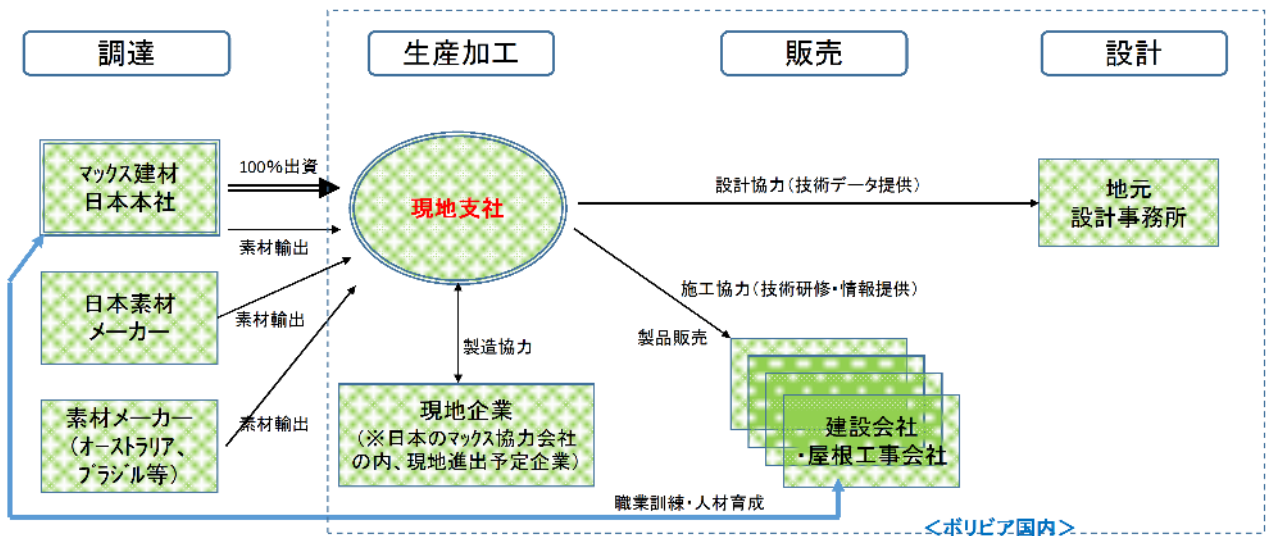 調達
生産加工
販売
設計
マックス建材
日本本社
100%出資
素材輸出
現地支社
設計協力(技術データ提供)
地元
設計事務所
日本素材
メーカー
素材輸出
施工協力(技術研修・情報提供)
製品販売
製造協力
素材メーカー
(オーストラリア、
ブラジル等)
素材輸出
現地企業
(※日本のマックス協力会社
の内、現地進出予定企業)
建設会社
・屋根工事会社
職業訓練・人材育成
<ボリビア国内>